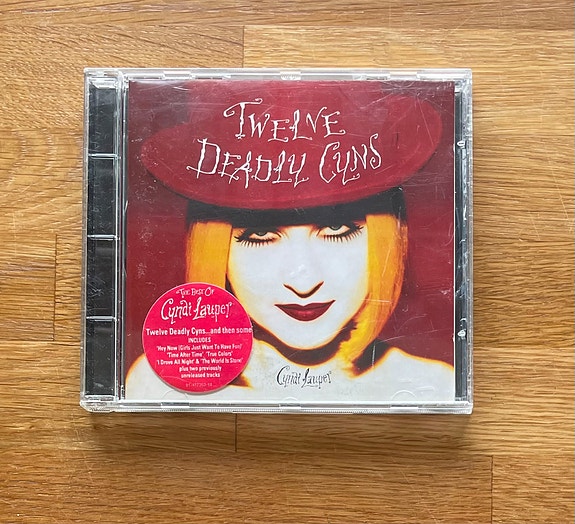 TWELVE
DEADLY CYNS
THE BEST OF
Cyndi Lauper
Twelve Deadly Cyns...and then some
INCLUDES
'Hey Now (Girls Just Want To Have Fun)'
'Time After Time' 'True Colors'
'I Drove All Night' & 'The World Is Stone'
plus two previously
unreleased tracks
Cyndi Lauper